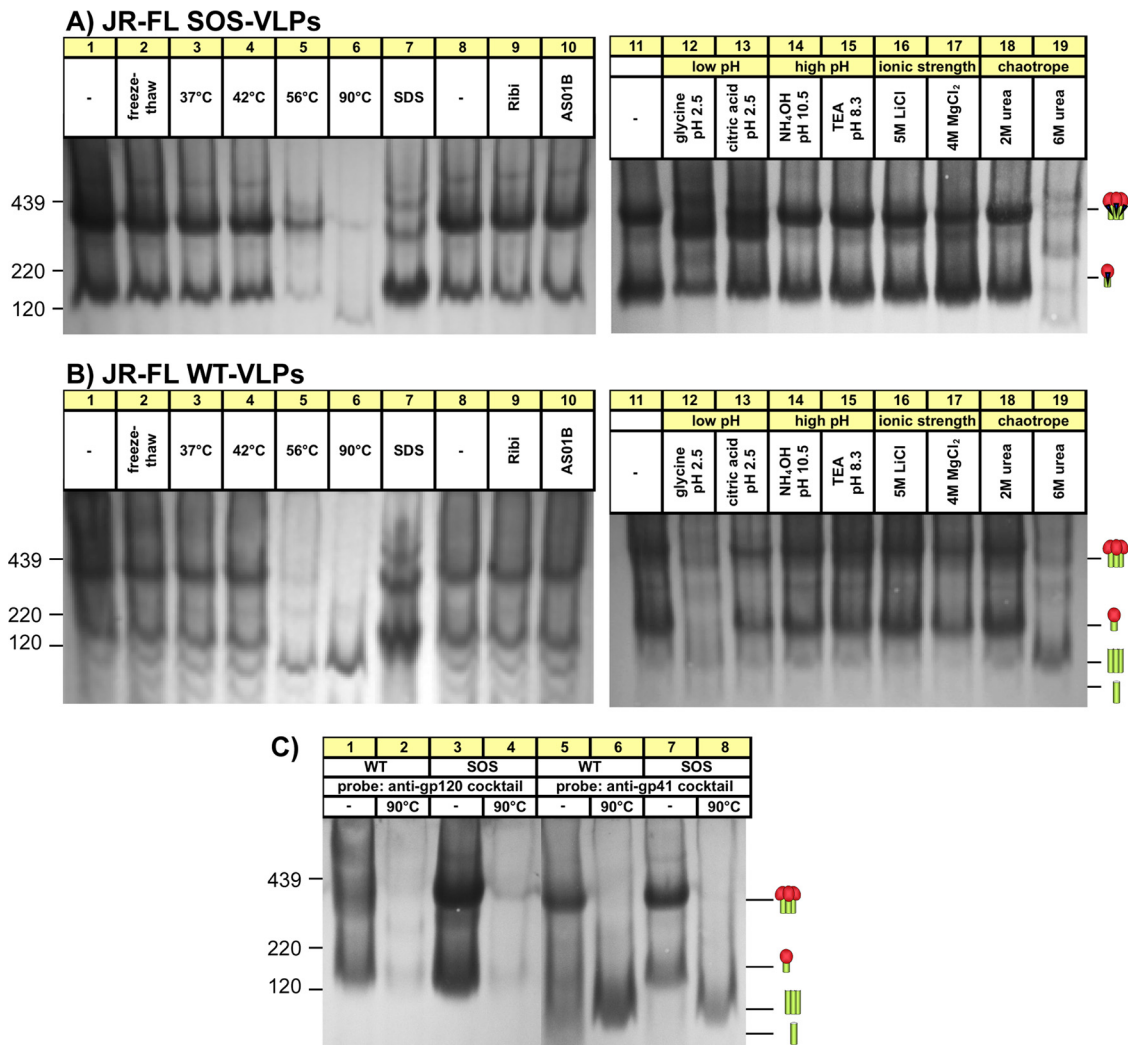 A) JR-FL SOS-VLPs
1 2 3 4 5 6 7 8 9 10
- freeze-thaw 37°C 42°C 56°C 90°C SDS - Ribi AS01B
439
220
120
11 12 13 14 15 16 17 18 19
low pH high pH ionic strength chaotrope
- glycine pH 2.5 citric acid pH 2.5 NH₄OH pH 10.5 TEA pH 8.3 5M LiCl 4M MgCl₂ 2M urea 6M urea
B) JR-FL WT-VLPs
1 2 3 4 5 6 7 8 9 10
- freeze-thaw 37°C 42°C 56°C 90°C SDS - Ribi AS01B
439
220
120
11 12 13 14 15 16 17 18 19
low pH high pH ionic strength chaotrope
- glycine pH 2.5 citric acid pH 2.5 NH₄OH pH 10.5 TEA pH 8.3 5M LiCl 4M MgCl₂ 2M urea 6M urea
C)
1 2 3 4 5 6 7 8
WT SOS WT SOS
probe: anti-gp120 cocktail probe: anti-gp41 cocktail
- 90°C - 90°C - 90°C - 90°C
439
220
120